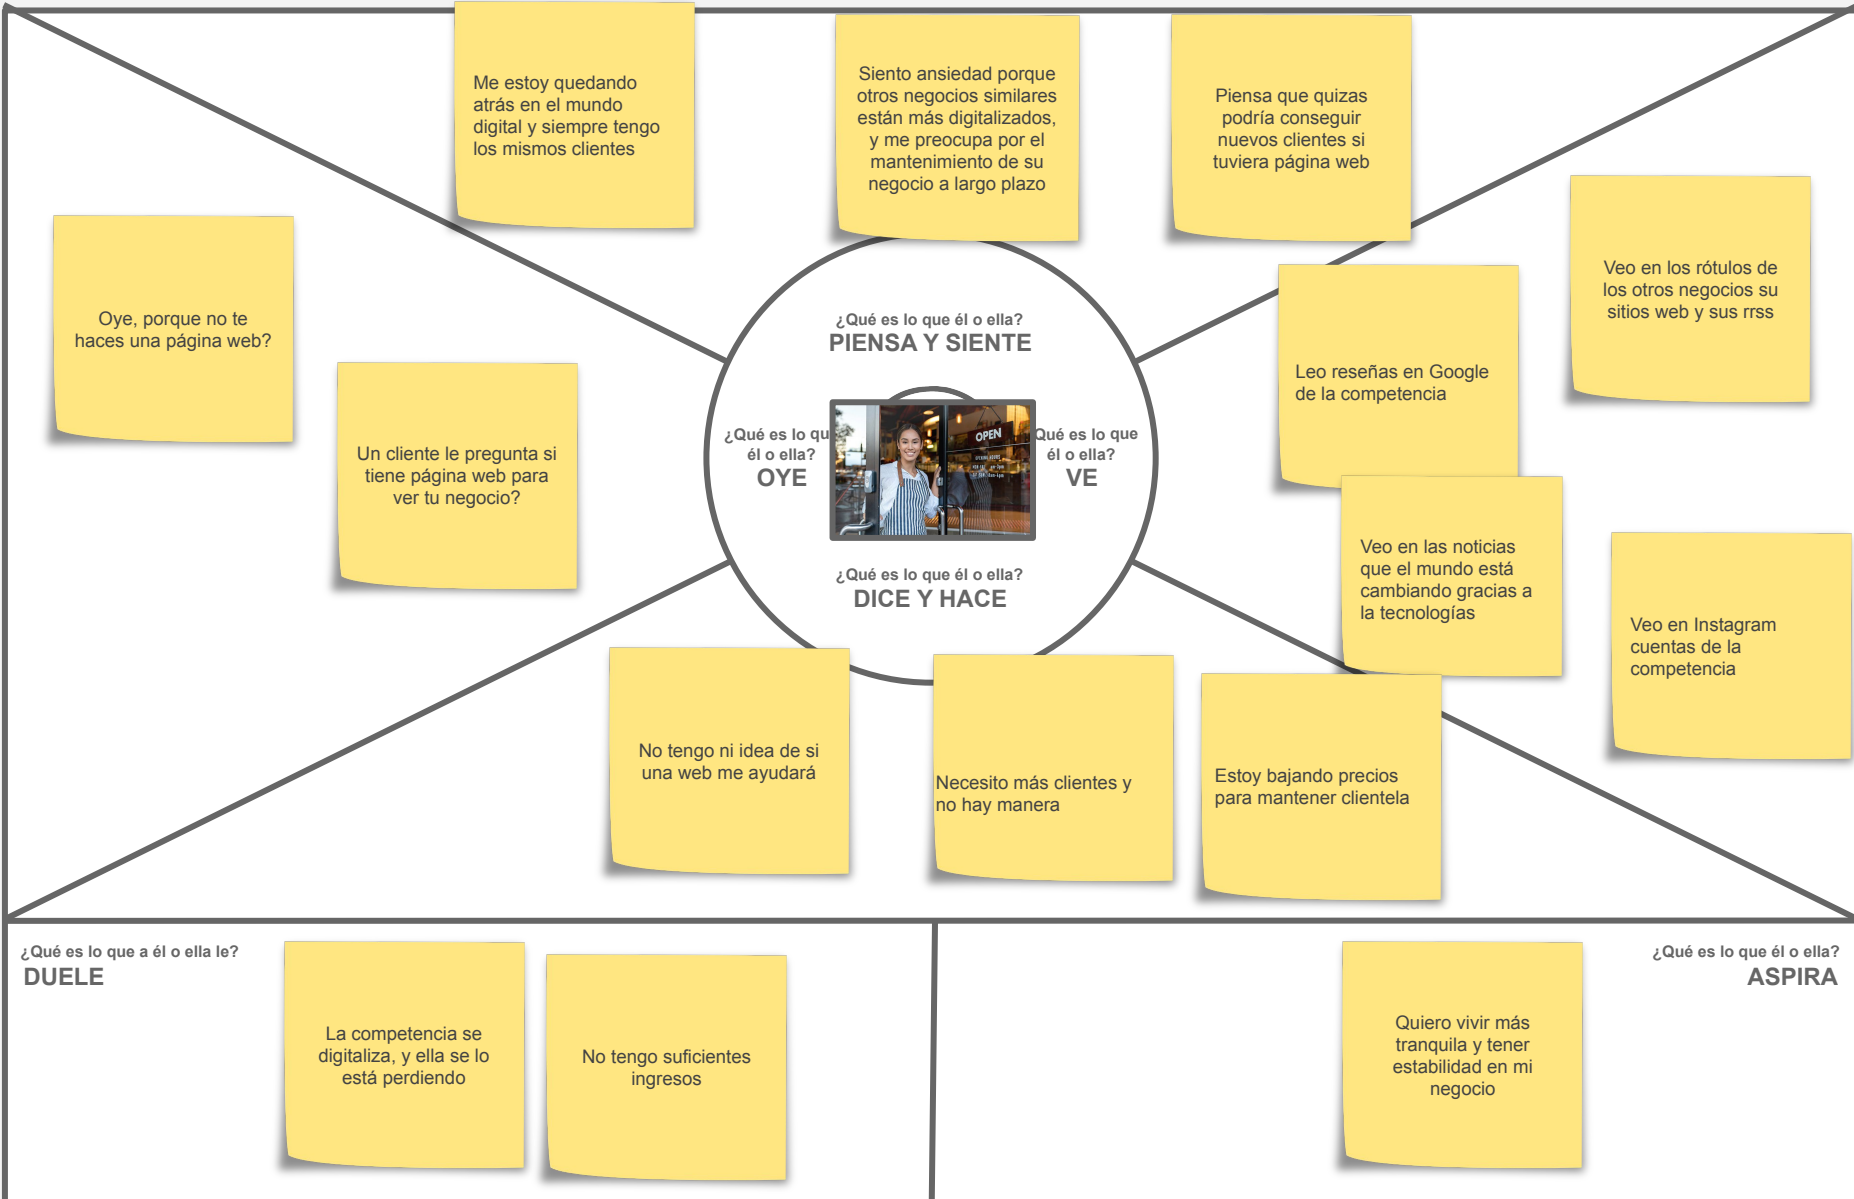 Me estoy quedando
atrás en el mundo
digital y siempre tengo
los mismos clientes
Siento ansiedad porque
otros negocios similares
están más digitalizados,
y me preocupa por el
mantenimiento de su
negocio a largo plazo
Piensa que quizas
podría conseguir
nuevos clientes si
tuviera página web
Oye, porque no te
haces una página web?
Un cliente le pregunta si
tiene página web para
ver tu negocio?
¿Qué es lo que él o ella?
PIENSA Y SIENTE
¿Qué es lo qu
él o ella?
OYE
OPEN
Qué es lo que
él o ella?
VE
¿Qué es lo que él o ella?
DICE Y HACE
Veo en los rótulos de
los otros negocios su
sitios web y sus rrss
Leo reseñas en Google
de la competencia
Veo en las noticias
que el mundo está
cambiando gracias a
la tecnologías
Veo en Instagram
cuentas de la
competencia
No tengo ni idea de si
una web me ayudará
Necesito más clientes y
no hay manera
Estoy bajando precios
para mantener clientela
¿Qué es lo que a él o ella le?
DUELE
La competencia se
digitaliza, y ella se lo
está perdiendo
No tengo suficientes
ingresos
Quiero vivir más
tranquila y tener
estabilidad en mi
negocio
¿Qué es lo que él o ella?
ASPIRA